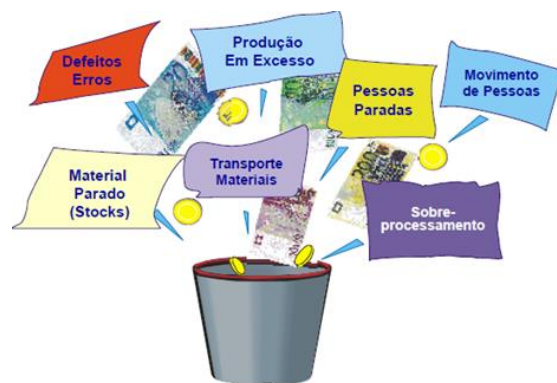 Defeitos
Erros
Produção
Em Excesso
Pessoas
Paradas
Movimento
de Pessoas
Material
Parado
(Stocks)
Transporte
Materiais
Sobre-
processamento